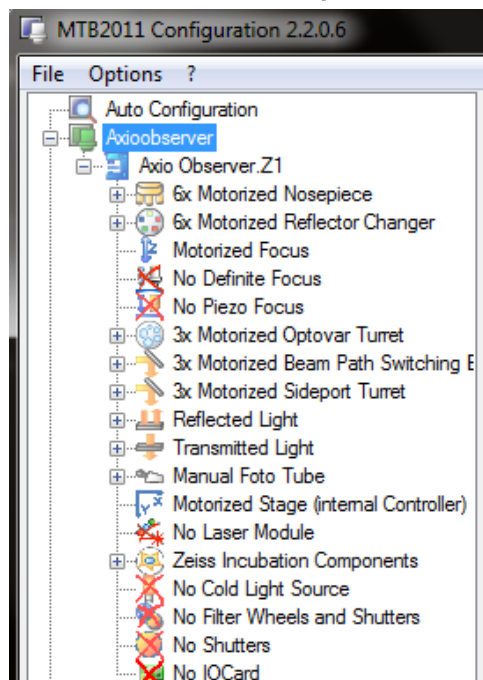 MTB2011 Configuration 2.2.0.6
File Options ?
Auto Configuration
Axioobserver
Axio Observer.Z1
6x Motorized Nosepiece
6x Motorized Reflector Changer
Motorized Focus
No Definite Focus
No Piezo Focus
3x Motorized Optovar Turret
3x Motorized Beam Path Switching E
3x Motorized Sideport Turret
Reflected Light
Transmitted Light
Manual Foto Tube
Motorized Stage (internal Controller)
No Laser Module
Zeiss Incubation Components
No Cold Light Source
No Filter Wheels and Shutters
No Shutters
No IOCard